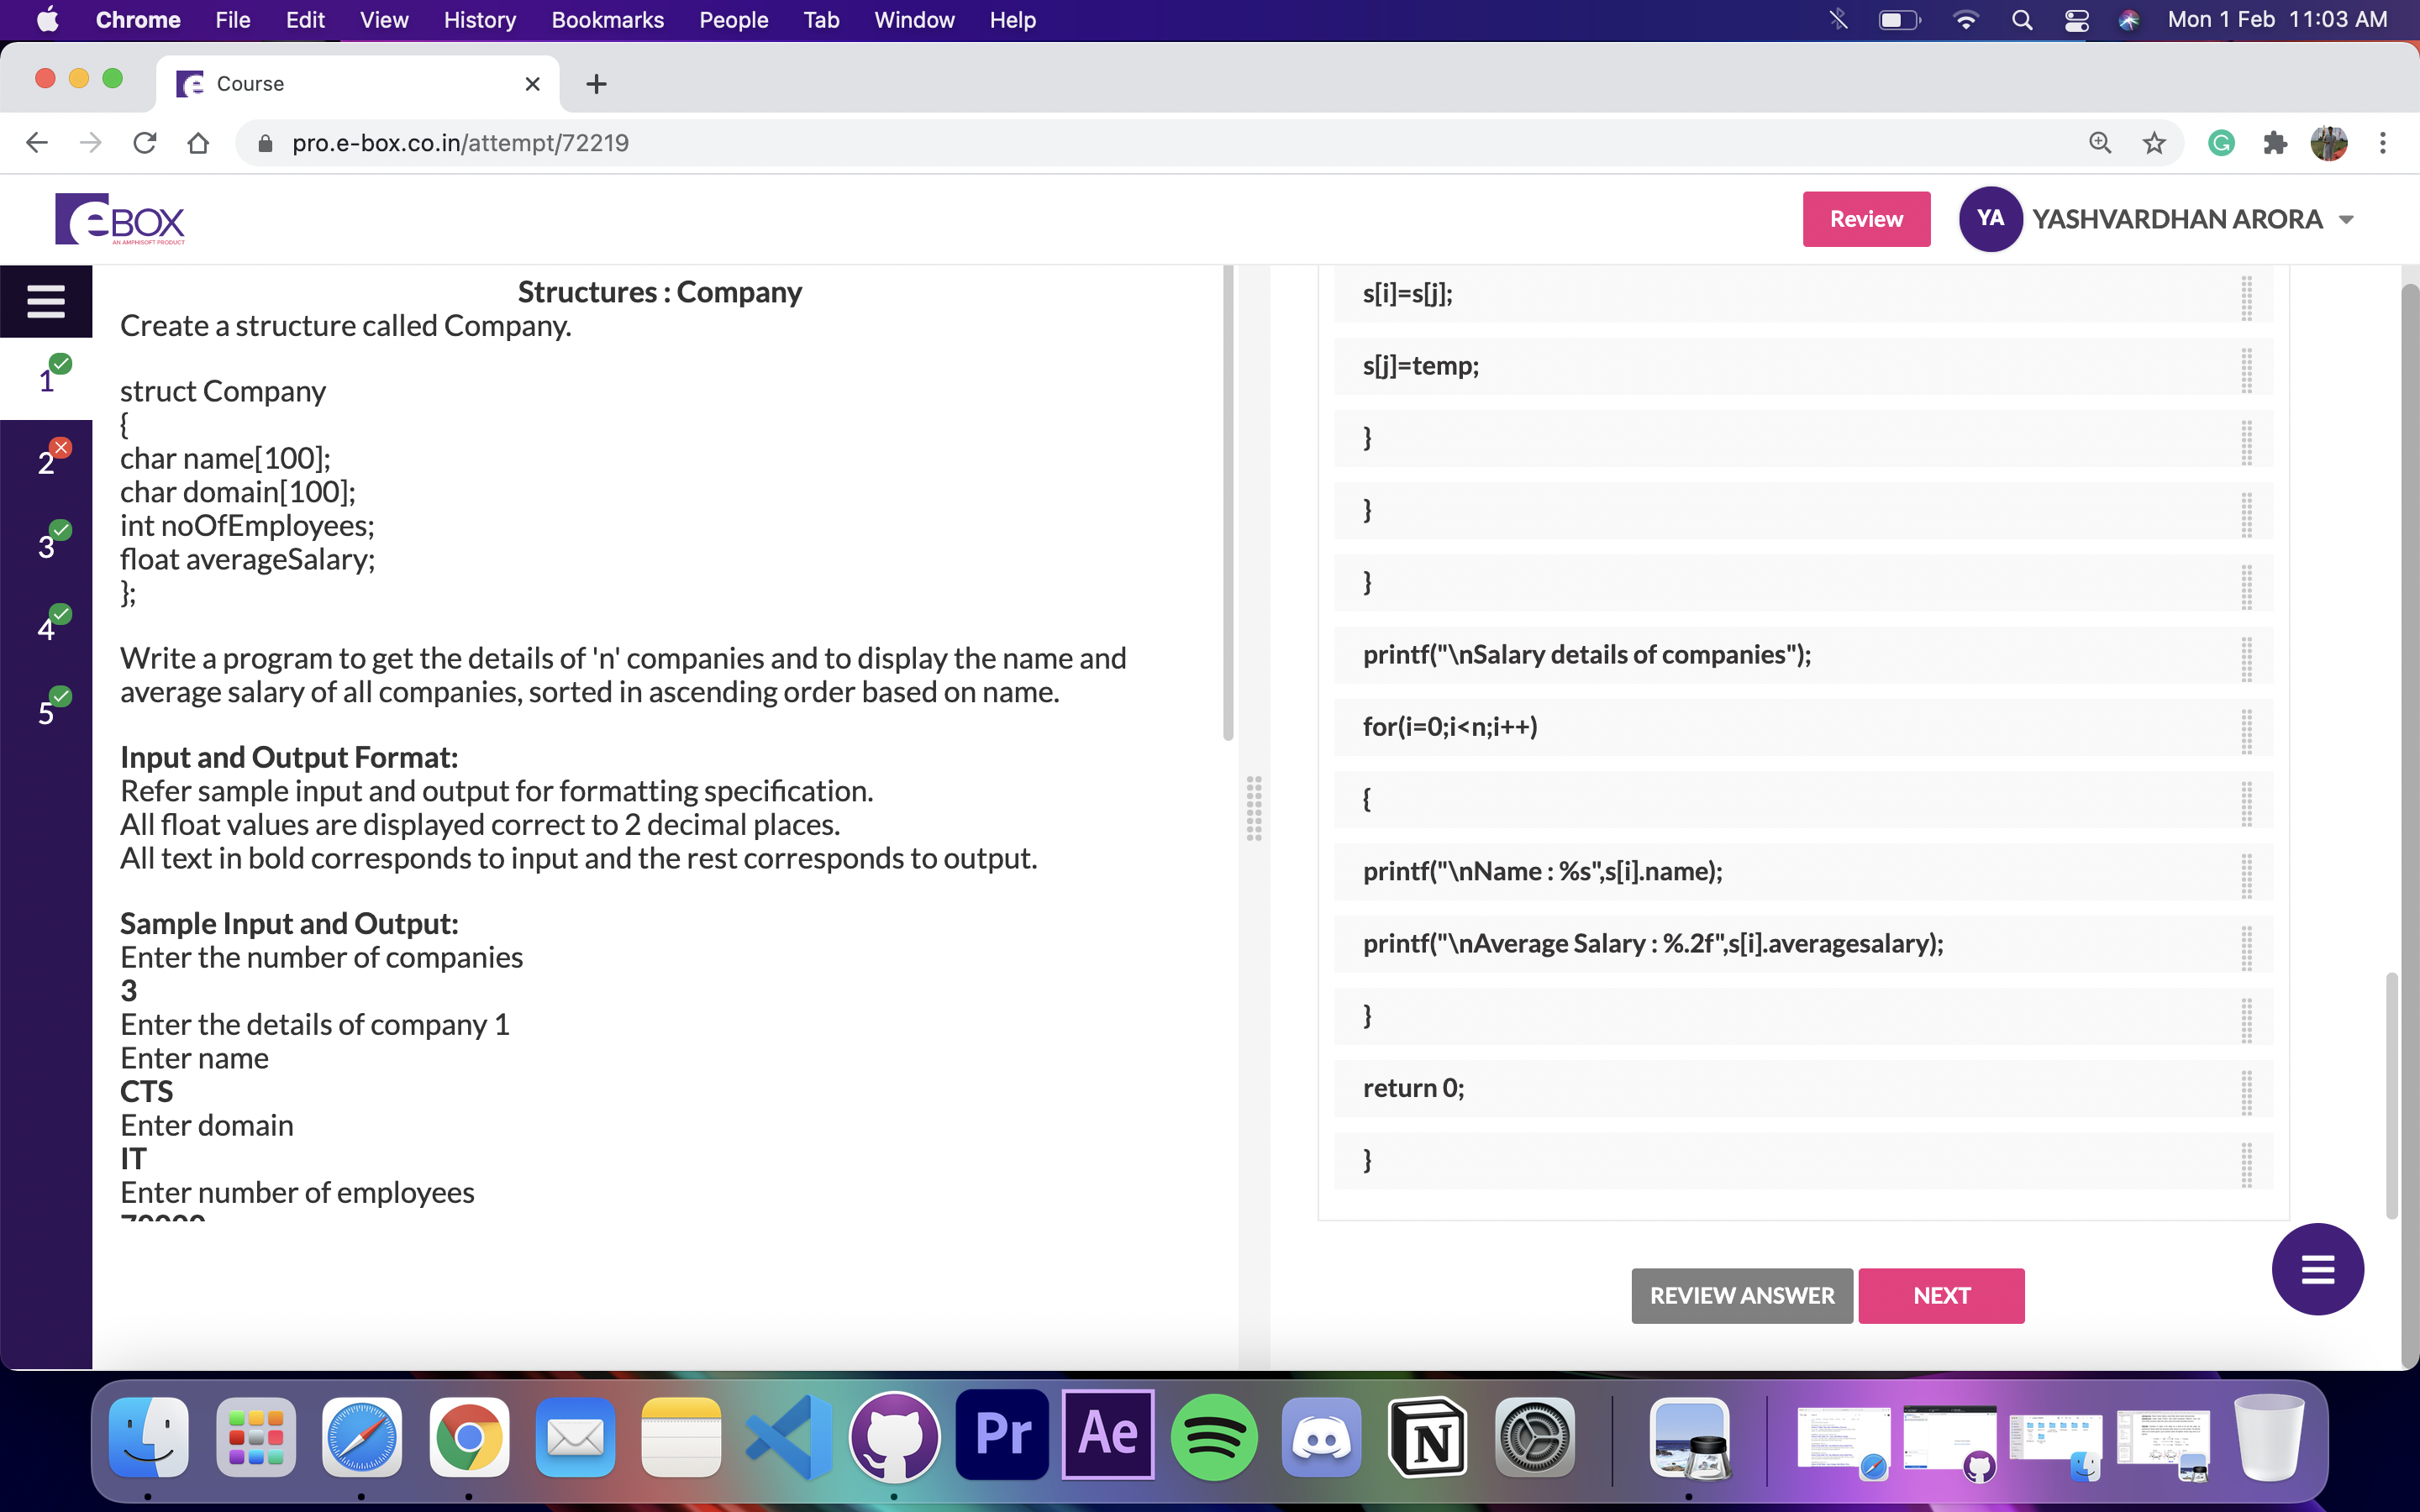 Chrome File Edit View History Bookmarks People Tab Window Help Mon 1 Feb 11:03 AM
Course
pro.e-box.co.in/attempt/72219
eBOX
AN AMPHISOFT PRODUCT
Review YA YASHVARDHAN ARORA
1
2
3
4
5
Structures : Company
Create a structure called Company.
struct Company
{
char name[100];
char domain[100];
int noOfEmployees;
float averageSalary;
};
Write a program to get the details of 'n' companies and to display the name and
average salary of all companies, sorted in ascending order based on name.
Input and Output Format:
Refer sample input and output for formatting specification.
All float values are displayed correct to 2 decimal places.
All text in bold corresponds to input and the rest corresponds to output.
Sample Input and Output:
Enter the number of companies
3
Enter the details of company 1
Enter name
CTS
Enter domain
IT
Enter number of employees
s[i]=s[j];
s[j]=temp;
}
}
}
printf("\nSalary details of companies");
for(i=0;i<n;i++)
{
printf("\nName : %s",s[i].name);
printf("\nAverage Salary : %.2f",s[i].averagesalary);
}
return 0;
}
REVIEW ANSWER NEXT
Pr Ae